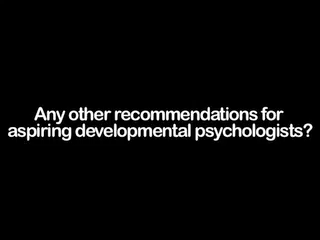 Any other recommendations for
aspiring developmental psychologists?